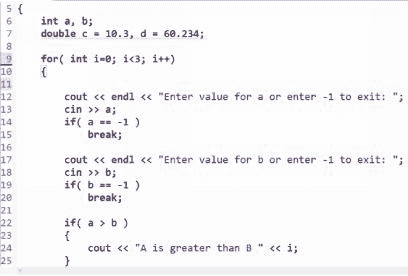 5 {
6 int a, b;
7 double c = 10.3, d = 60.234;
8
9 for( int i=0; i<3; i++)
10 {
11
12 cout << endl << "Enter value for a or enter -1 to exit: ";
13 cin >> a;
14 if( a == -1 )
15 break;
16
17 cout << endl << "Enter value for b or enter -1 to exit: ";
18 cin >> b;
19 if( b == -1 )
20 break;
21
22 if( a > b )
23 {
24 cout << "A is greater than B " << i;
25 }